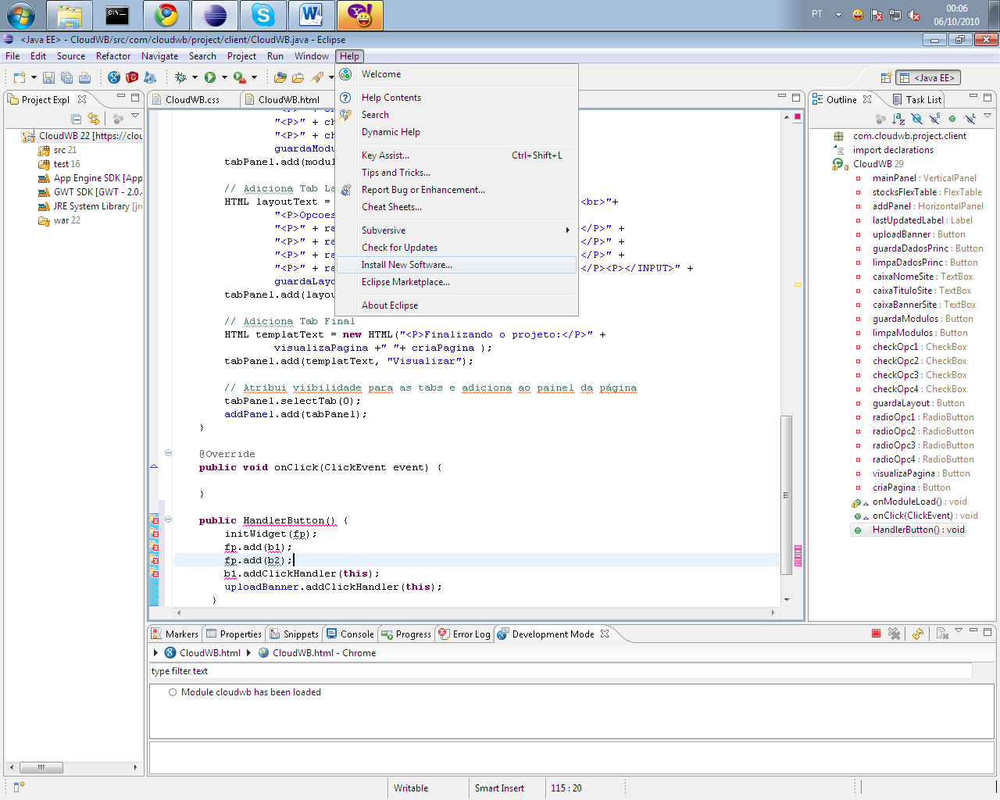 C:\.
PT
00:06
06/10/2010
<Java EE> - CloudWB/src/com/cloudwb/project/client/CloudWB.java - Eclipse
File Edit Source Refactor Navigate Search Project Run Window Help
<Java EE>
Welcome
Help Contents
Search
Dynamic Help
Key Assist... Ctrl+Shift+L
Tips and Tricks...
Report Bug or Enhancement...
Cheat Sheets...
Subversive
Check for Updates
Install New Software...
Eclipse Marketplace...
About Eclipse
Project Expl
CloudWB 22 [https://clou
src 21
test 16
App Engine SDK [App
GWT SDK [GWT - 2.0.
JRE System Library [jre
war 22
CloudWB.css
CloudWB.html
"<P>" + ch
"<P>" + ch
"<P>" + ch
guardaModu
tabPanel.add(modul
// Adiciona Tab La
HTML layoutText = <br>"+
"<P>Opcoes
"<P>" + ra </P>" +
"<P>" + ra </P>" +
"<P>" + ra </P>" +
"<P>" + ra </P><P></INPUT>" +
guardaLayo
tabPanel.add(layou
// Adiciona Tab Final
HTML templatText = new HTML("<P>Finalizando o projeto:</P>" +
visualizaPagina +" "+ criaPagina );
tabPanel.add(templatText, "Visualizar");
// Atribui viibilidade para as tabs e adiciona ao painel da página
tabPanel.selectTab(0);
addPanel.add(tabPanel);
}
@Override
public void onClick(ClickEvent event) {
}
public HandlerButton() {
initWidget(fp);
fp.add(b1);
fp.add(b2);
b1.addClickHandler(this);
uploadBanner.addClickHandler(this);
}
Outline
Task List
com.cloudwb.project.client
import declarations
CloudWB 29
mainPanel : VerticalPanel
stocksFlexTable : FlexTable
addPanel : HorizontalPanel
lastUpdatedLabel : Label
uploadBanner : Button
guardaDadosPrinc : Button
limpaDadosPrinc : Button
caixaNomeSite : TextBox
caixaTituloSite : TextBox
caixaBannerSite : TextBox
guardaModulos : Button
limpaModulos : Button
checkOpc1 : CheckBox
checkOpc2 : CheckBox
checkOpc3 : CheckBox
checkOpc4 : CheckBox
guardaLayout : Button
radioOpc1 : RadioButton
radioOpc2 : RadioButton
radioOpc3 : RadioButton
radioOpc4 : RadioButton
visualizaPagina : Button
criaPagina : Button
onModuleLoad() : void
onClick(ClickEvent) : void
HandlerButton() : void
Markers Properties Snippets Console Progress Error Log Development Mode
CloudWB.html CloudWB.html - Chrome
type filter text
Module cloudwb has been loaded
Writable Smart Insert 115 : 20